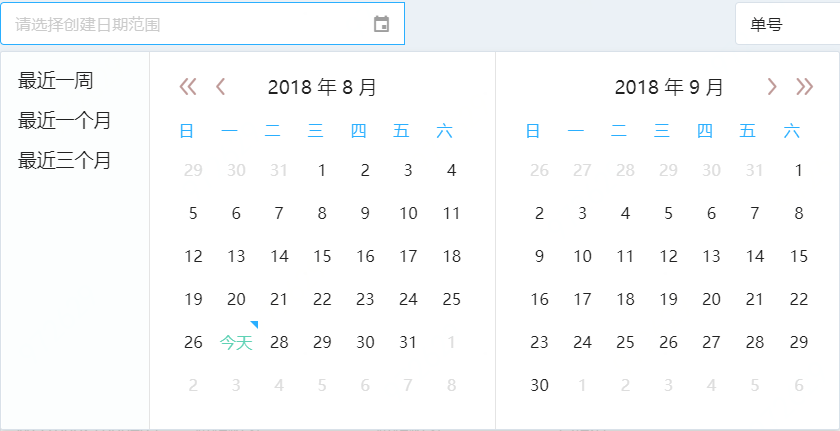 请选择创建日期范围 单号
最近一周
最近一个月
最近三个月
2018 年 8 月
日 一 二 三 四 五 六
29 30 31 1 2 3 4
5 6 7 8 9 10 11
12 13 14 15 16 17 18
19 20 21 22 23 24 25
26 今天 28 29 30 31 1
2 3 4 5 6 7 8
2018 年 9 月
日 一 二 三 四 五 六
26 27 28 29 30 31 1
2 3 4 5 6 7 8
9 10 11 12 13 14 15
16 17 18 19 20 21 22
23 24 25 26 27 28 29
30 1 2 3 4 5 6